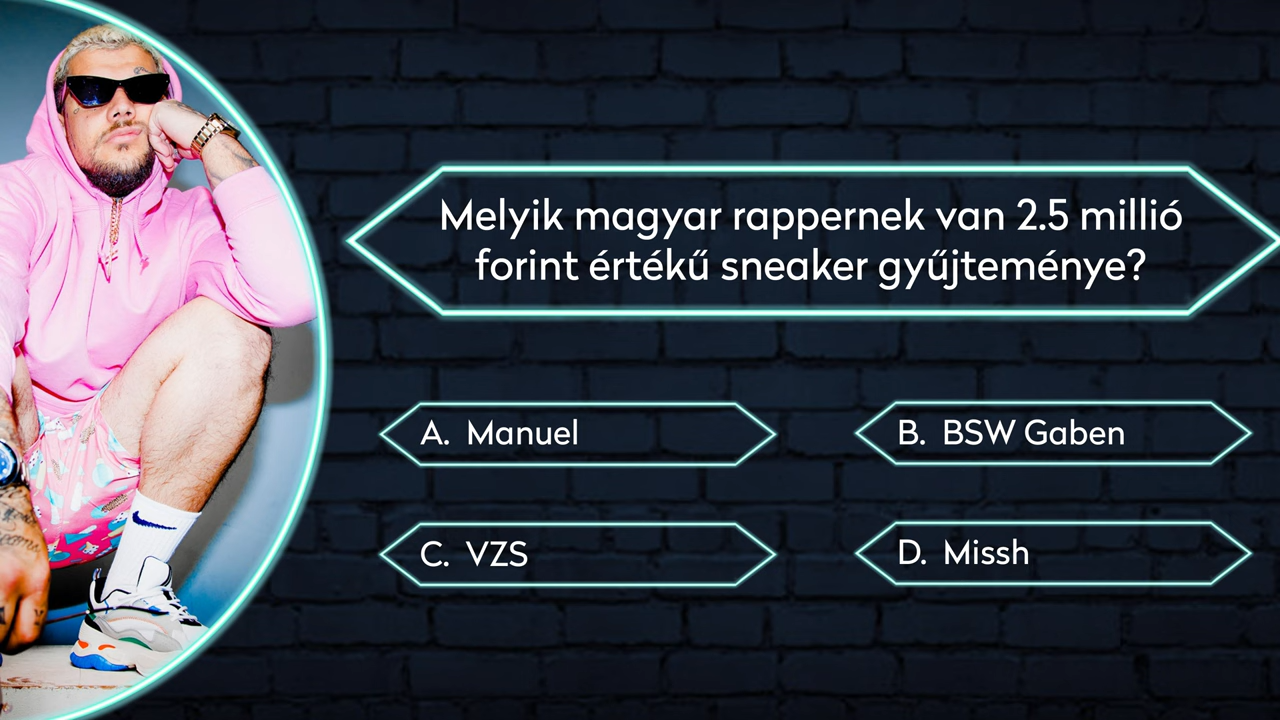 Melyik magyar rappernek van 2.5 millió
forint értékű sneaker gyűjteménye?
A. Manuel
B. BSW Gaben
C. VZS
D. Missh